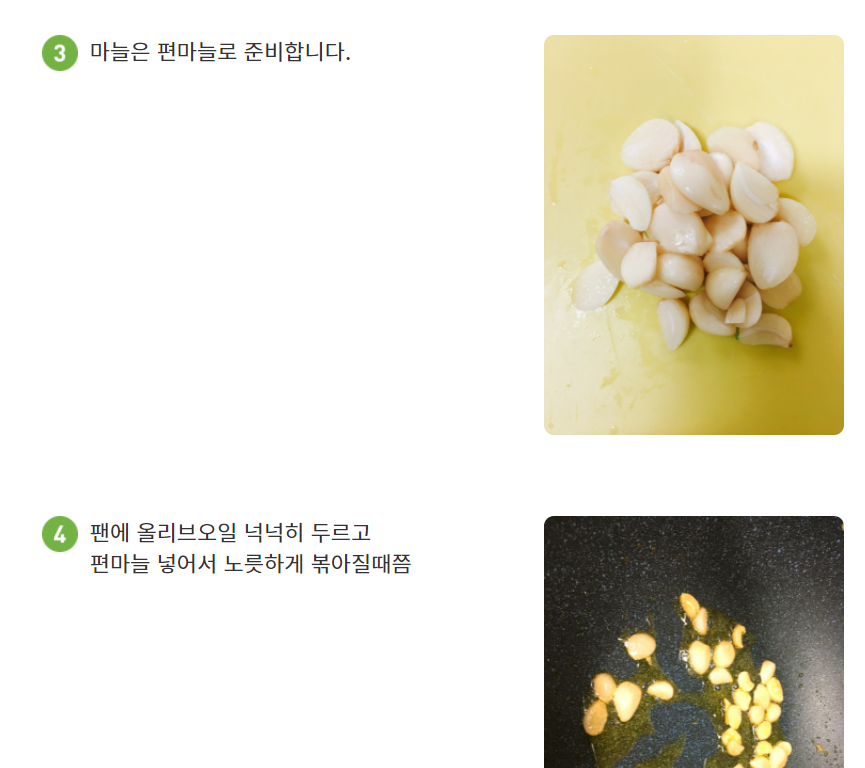 3 마늘은 편마늘로 준비합니다.
4 팬에 올리브오일 넉넉히 두르고
편마늘 넣어서 노릇하게 볶아질때쯤